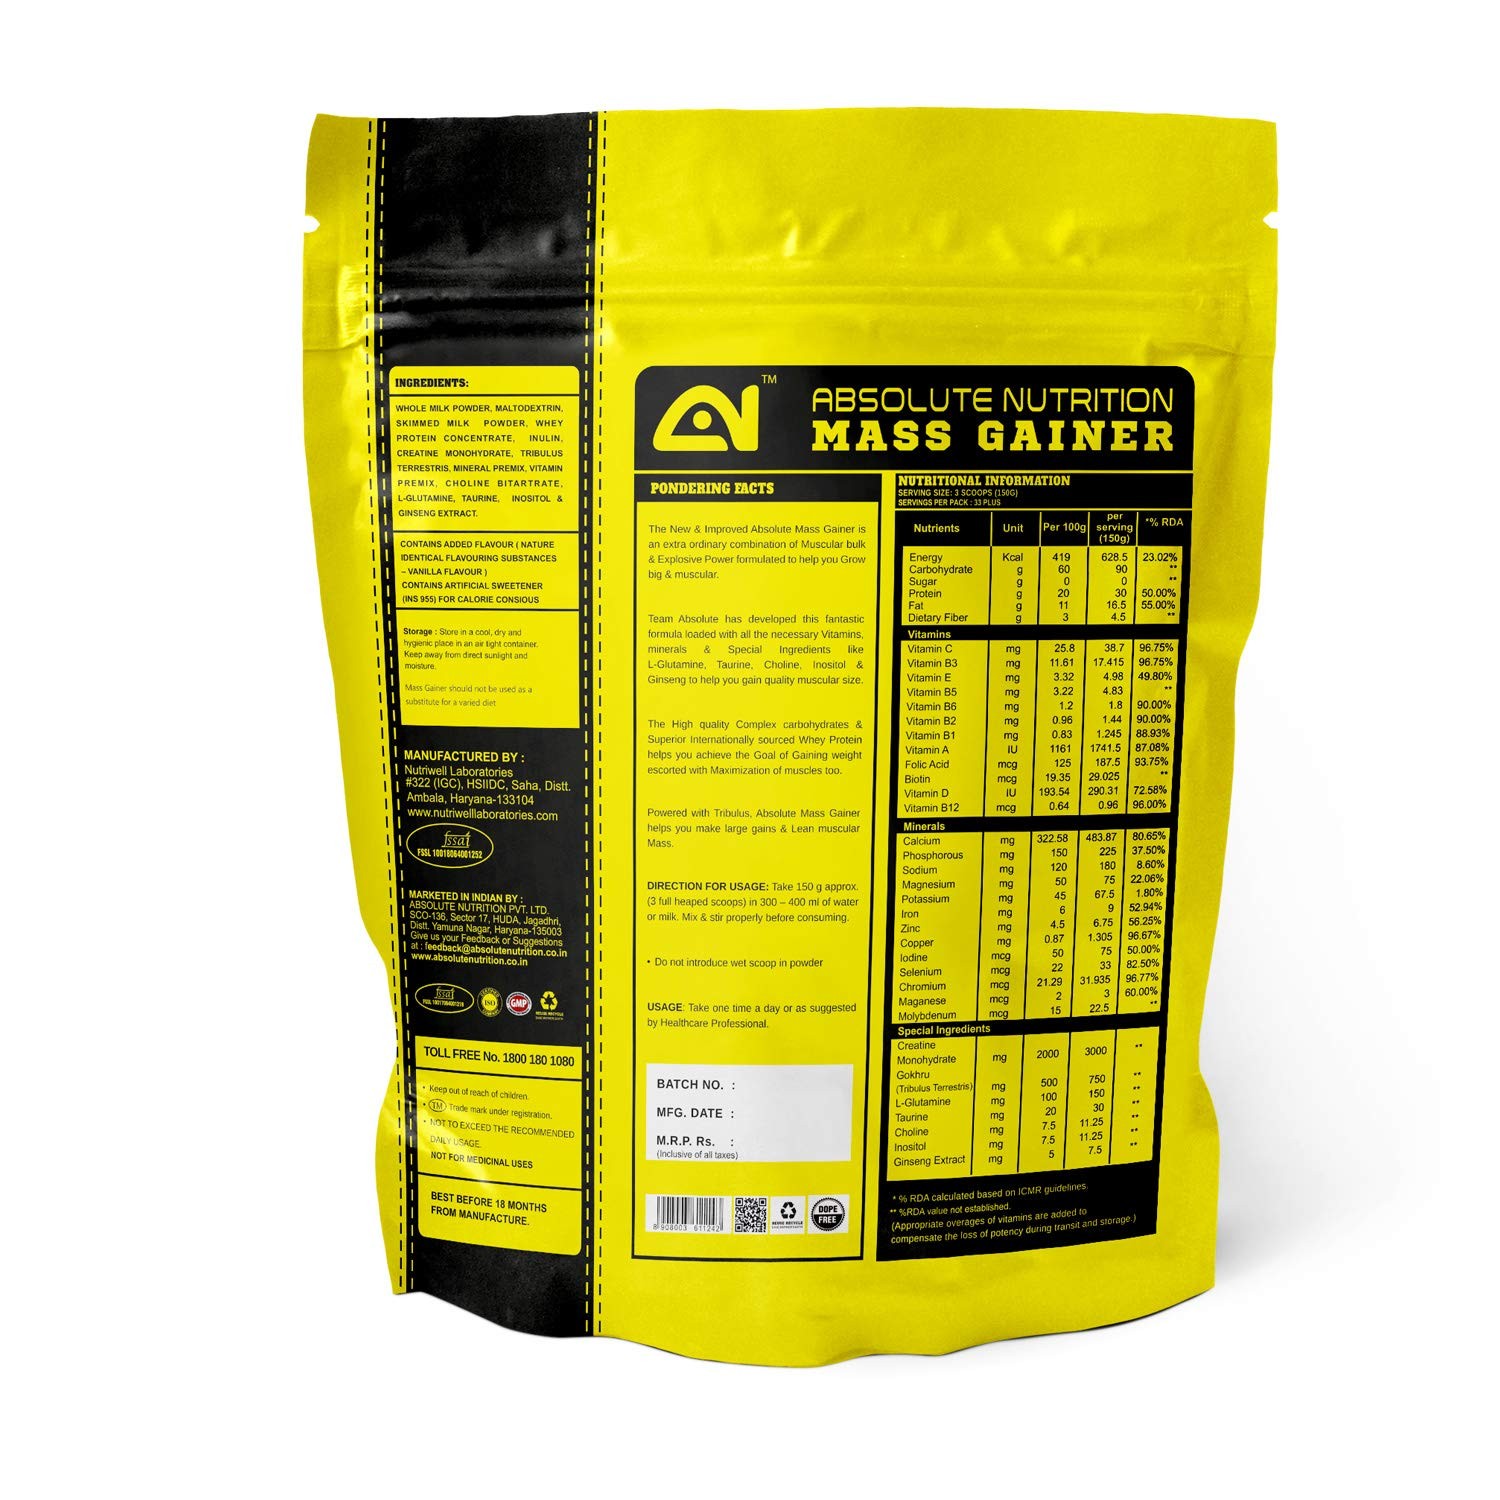 INGREDIENTS:
WHOLE MILK POWDER, MALTODEXTRIN,
SKIMMED MILK POWDER, WHEY
PROTEIN CONCENTRATE, INULIN,
CREATINE MONOHYDRATE, TRIBULUS
TERRESTRIS, MINERAL PREMIX, VITAMIN
PREMIX, CHOLINE BITARTRATE,
L-GLUTAMINE, TAURINE, INOSITOL &
GINSENG EXTRACT.
CONTAINS ADDED FLAVOUR ( NATURE
IDENTICAL FLAVOURING SUBSTANCES
– VANILLA FLAVOUR )
CONTAINS ARTIFICIAL SWEETENER
(INS 955) FOR CALORIE CONSIOUS
Storage : Store in a cool, dry and
hygienic place in an air tight container.
Keep away from direct sunlight and
moisture.
Mass Gainer should not be used as a
substitute for a varied diet
MANUFACTURED BY :
Nutriwell Laboratories
#322 (IGC), HSIIDC, Saha, Distt.
Ambala, Haryana-133104
www.nutriwelllaboratories.com
fssai
FSSL 10018064001252
MARKETED IN INDIAN BY :
ABSOLUTE NUTRITION PVT. LTD.
SCO-136, Sector 17, HUDA, Jagadhri,
Distt. Yamuna Nagar, Haryana-135003
Give us your Feedback or Suggestions
at : feedback@absolutenutrition.co.in
www.absolutenutrition.co.in
fssai
ISO
GMP
TOLL FREE No. 1800 180 1080
• Keep out of reach of children.
• TM Trade mark under registration.
• NOT TO EXCEED THE RECOMMENDED
DAILY USAGE.
NOT FOR MEDICINAL USES
BEST BEFORE 18 MONTHS
FROM MANUFACTURE.
TM
ABSOLUTE NUTRITION
MASS GAINER
PONDERING FACTS
The New & Improved Absolute Mass Gainer is
an extra ordinary combination of Muscular bulk
& Explosive Power formulated to help you Grow
big & muscular.
Team Absolute has developed this fantastic
formula loaded with all the necessary Vitamins,
minerals & Special Ingredients like
L-Glutamine, Taurine, Choline, Inositol &
Ginseng to help you gain quality muscular size.
The High quality Complex carbohydrates &
Superior Internationally sourced Whey Protein
helps you achieve the Goal of Gaining weight
escorted with Maximization of muscles too.
Powered with Tribulus, Absolute Mass Gainer
helps you make large gains & Lean muscular
Mass.
DIRECTION FOR USAGE: Take 150 g approx.
(3 full heaped scoops) in 300 – 400 ml of water
or milk. Mix & stir properly before consuming.
• Do not introduce wet scoop in powder
USAGE: Take one time a day or as suggested
by Healthcare Professional.
BATCH NO. :
MFG. DATE :
M.R.P. Rs. :
(Inclusive of all taxes)
8 908003 611242
REUSE RECYCLE
DOPE
FREE
NUTRITIONAL INFORMATION
SERVING SIZE: 3 SCOOPS (150G)
SERVINGS PER PACK : 33 PLUS
Nutrients Unit Per 100g per serving (150g) *% RDA
Energy Kcal 419 628.5 23.02%
Carbohydrate g 60 90 **
Sugar g 0 0 **
Protein g 20 30 50.00%
Fat g 11 16.5 55.00%
Dietary Fiber g 3 4.5 **
Vitamins
Vitamin C mg 25.8 38.7 96.75%
Vitamin B3 mg 11.61 17.415 96.75%
Vitamin E mg 3.32 4.98 49.80%
Vitamin B5 mg 3.22 4.83 **
Vitamin B6 mg 1.2 1.8 90.00%
Vitamin B2 mg 0.96 1.44 90.00%
Vitamin B1 mg 0.83 1.245 88.93%
Vitamin A IU 1161 1741.5 87.08%
Folic Acid mcg 125 187.5 93.75%
Biotin mcg 19.35 29.025 **
Vitamin D IU 193.54 290.31 72.58%
Vitamin B12 mcg 0.64 0.96 96.00%
Minerals
Calcium mg 322.58 483.87 80.65%
Phosphorous mg 150 225 37.50%
Sodium mg 120 180 8.60%
Magnesium mg 50 75 22.06%
Potassium mg 45 67.5 1.80%
Iron mg 6 9 52.94%
Zinc mg 4.5 6.75 56.25%
Copper mg 0.87 1.305 96.67%
Iodine mcg 50 75 50.00%
Selenium mcg 22 33 82.50%
Chromium mcg 21.29 31.935 96.77%
Maganese mcg 2 3 60.00%
Molybdenum mcg 15 22.5 **
Special Ingredients
Creatine
Monohydrate mg 2000 3000 **
Gokhru
(Tribulus Terrestris) mg 500 750 **
L-Glutamine mg 100 150 **
Taurine mg 20 30 **
Choline mg 7.5 11.25 **
Inositol mg 7.5 11.25 **
Ginseng Extract mg 5 7.5 **
* % RDA calculated based on ICMR guidelines.
** %RDA value not established.
(Appropriate overages of vitamins are added to
compensate the loss of potency during transit and storage.)